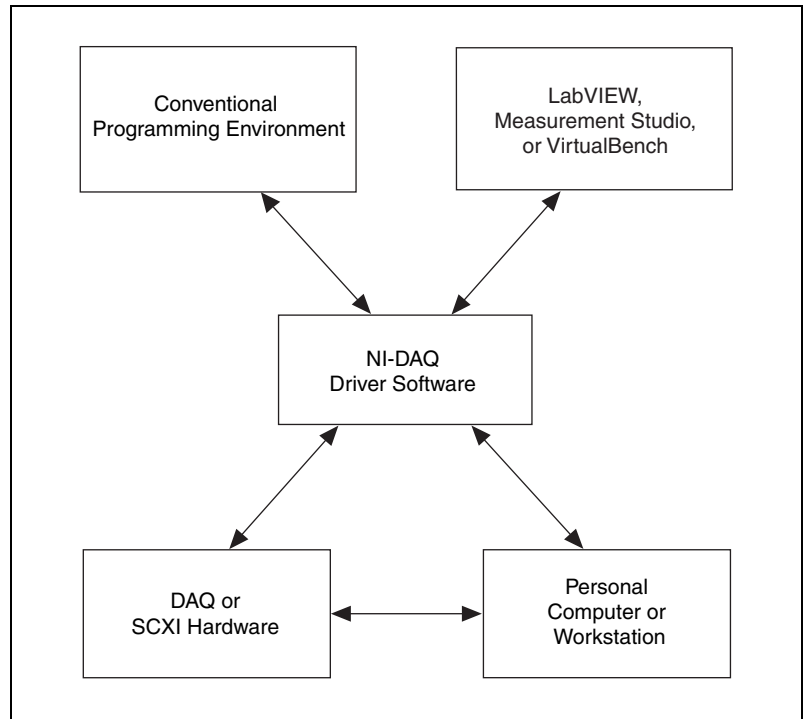 Conventional
Programming Environment
LabVIEW,
Measurement Studio,
or VirtualBench
NI-DAQ
Driver Software
DAQ or
SCXI Hardware
Personal
Computer or
Workstation